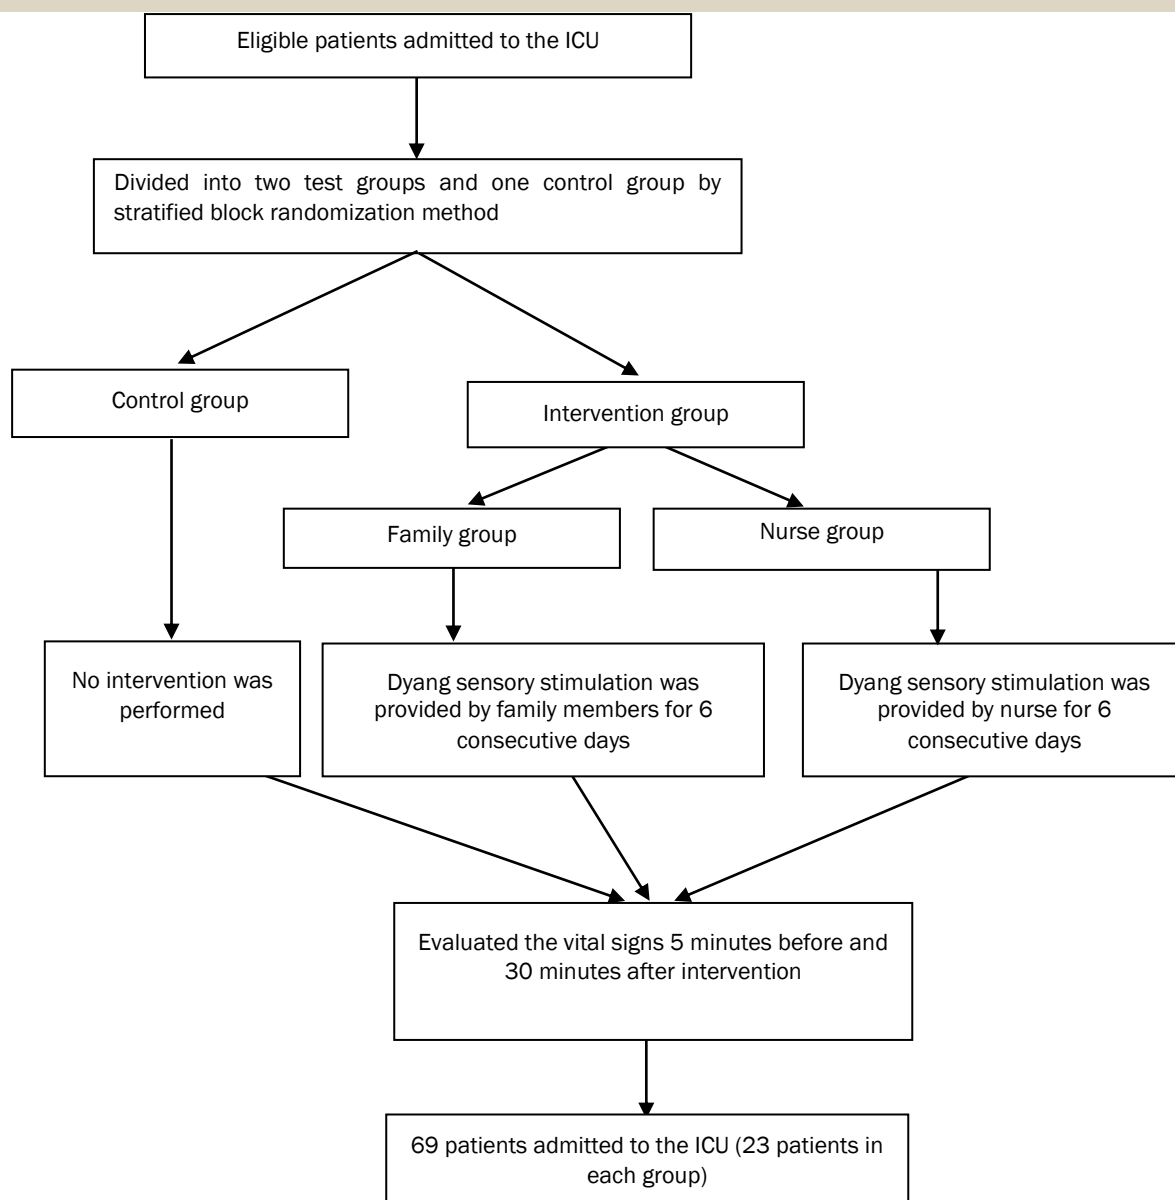 Eligible patients admitted to the ICU
Divided into two test groups and one control group by
stratified block randomization method
Control group
Intervention group
Family group
Nurse group
No intervention was
performed
Dyang sensory stimulation was
provided by family members for 6
consecutive days
Dyang sensory stimulation was
provided by nurse for 6
consecutive days
Evaluated the vital signs 5 minutes before and
30 minutes after intervention
69 patients admitted to the ICU (23 patients in
each group)